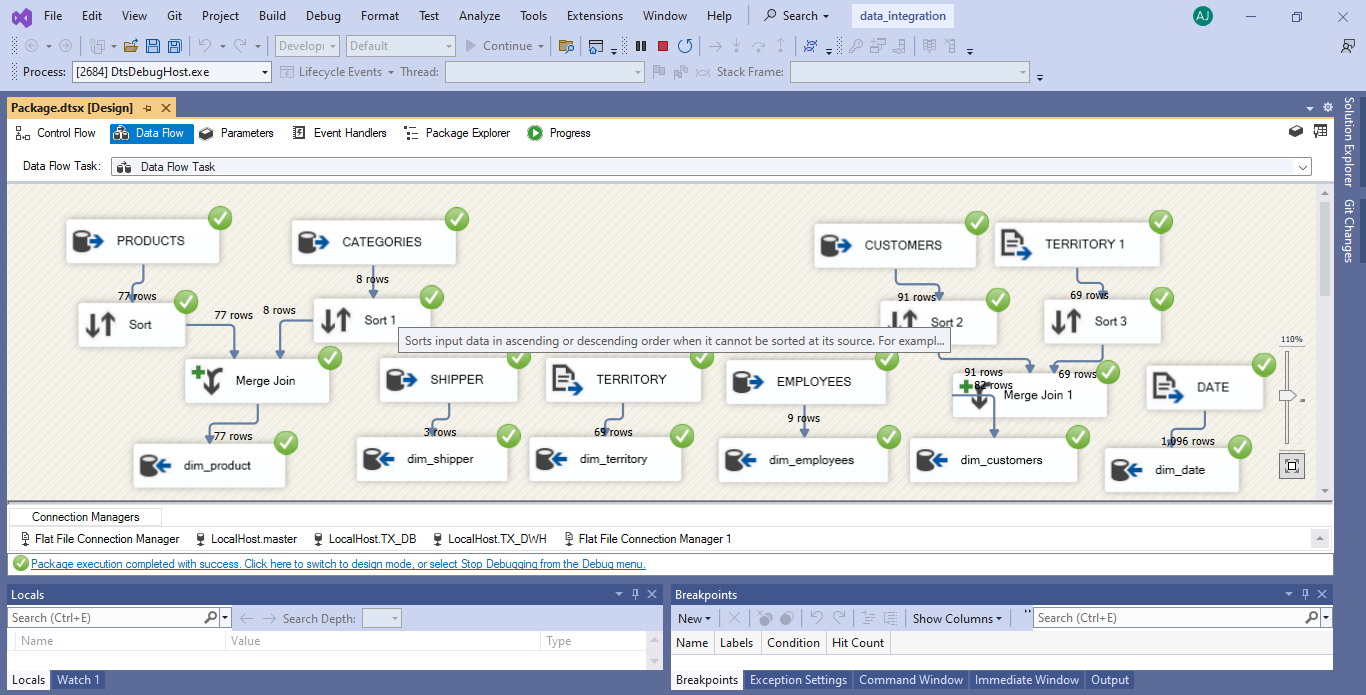 File Edit View Git Project Build Debug Format Test Analyze Tools Extensions Window Help Search data_integration AJ
Developi Default Continue
Process: [2684] DtsDebugHost.exe Lifecycle Events Thread: Stack Frame:
Package.dtsx [Design]
Control Flow Data Flow Parameters Event Handlers Package Explorer Progress
Data Flow Task: Data Flow Task
Solution Explorer
Git Changes
PRODUCTS CATEGORIES CUSTOMERS TERRITORY 1
77 rows 8 rows 91 rows 69 rows
Sort 77 rows 8 rows Sort 1 Sort 2 Sort 3
Sorts input data in ascending or descending order when it cannot be sorted at its source. For exampl...
110%
91 rows 69 rows
82 rows
Merge Join SHIPPER TERRITORY EMPLOYEES Merge Join 1 DATE
77 rows 3 rows 69 rows 9 rows 1,096 rows
dim_product dim_shipper dim_territory dim_employees dim_customers dim_date
Connection Managers
Flat File Connection Manager LocalHost.master LocalHost.TX_DB LocalHost.TX_DWH Flat File Connection Manager 1
Package execution completed with success. Click here to switch to design mode, or select Stop Debugging from the Debug menu.
Locals
Search (Ctrl+E) Search Depth:
Name Value Type
Locals Watch 1
Breakpoints
New Show Columns Search (Ctrl+E)
Name Labels Condition Hit Count
Breakpoints Exception Settings Command Window Immediate Window Output